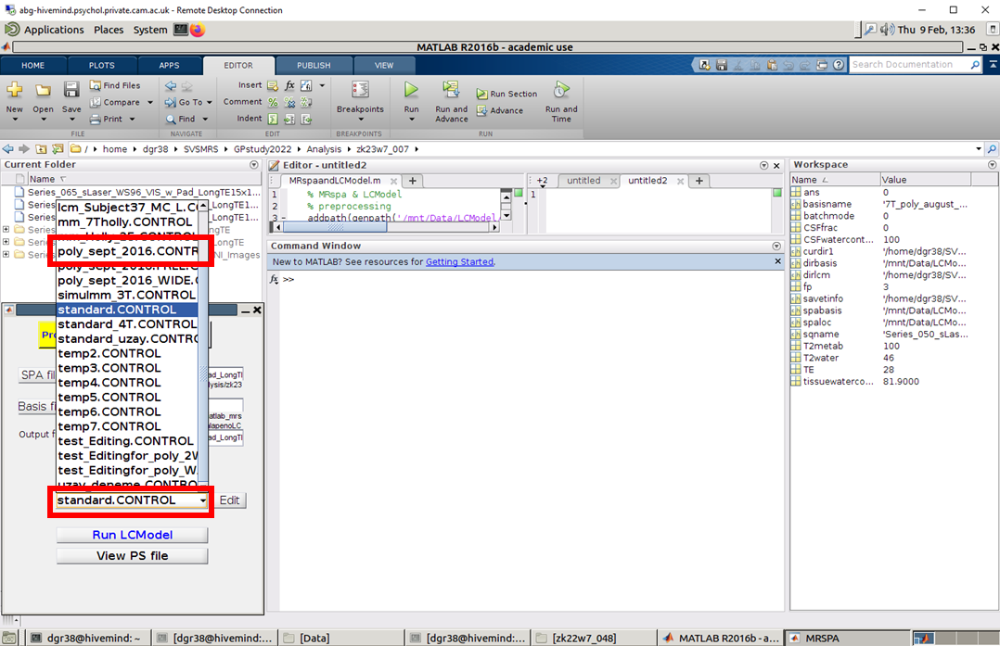 abg-hivemind.psychol.private.cam.ac.uk - Remote Desktop Connection
Applications Places System Thu 9 Feb, 13:36
MATLAB R2016b - academic use
HOME PLOTS APPS EDITOR PUBLISH VIEW Search Documentation
New Open Save Find Files Compare Print
Go To Find
Insert fx
Comment
Indent
Breakpoints Run Run and Advance Run Section Advance Run and Time
FILE NAVIGATE EDIT BREAKPOINTS RUN
/ home dgr38 SVSMRS GPstudy2022 Analysis zk23w7_007
Current Folder
Name
Series_065_sLaser_WS96_VIS_w_Pad_LongTE15x1...
Series _LongTE1...
Series _LongTE1...
Series ngTE
Series _LongTE
Series NI_Images
lcm_Subject37_MC_L.CO
mm_7Tholly.CONTROL
poly_sept_2016.CONTR
poly_sept_2016_WIDE.C
simulmm_3T.CONTROL
standard.CONTROL
standard_4T.CONTROL
standard_uzay.CONTRO
temp2.CONTROL
temp3.CONTROL
temp4.CONTROL
temp5.CONTROL
temp6.CONTROL
temp7.CONTROL
test_Editing.CONTROL
test_Editingfor_poly_2W
test_Editingfor_poly_W.
uzay_deneme.CONTRO
standard.CONTROL Edit
Run LCModel
View PS file
Pr
SPA fil
ad_LongTI
lysis/zk23
Basis fi
atlab_mrs
Output f
ad_LongTI
Editor - untitled2
MRspaandLCModel.m +
+2 untitled untitled2 +
1 % MRspa & LCModel
2 % preprocessing
3 - addpath(genpath('/mnt/Data/LCModel
1
Command Window
New to MATLAB? See resources for Getting Started.
fx >>
Workspace
Name Value
ans 0
basisname '7T_poly_august_...
batchmode 0
CSFfrac 0
CSFwatercont... 100
curdir1 '/home/dgr38/SV...
dirbasis '/mnt/Data/LCMo...
dirlcm '/home/dgr38/SV...
fp 3
savetinfo '/home/dgr38/SV...
spabasis '/mnt/Data/LCMo...
spaloc '/mnt/Data/LCMo...
sqname 'Series_050_sLas...
T2metab 100
T2water 46
TE 28
tissuewaterco... 81.9000
dgr38@hivemind: ~ [dgr38@hivemind:... [Data] [dgr38@hivemind:... [zk22w7_048] MATLAB R2016b - a... MRSPA